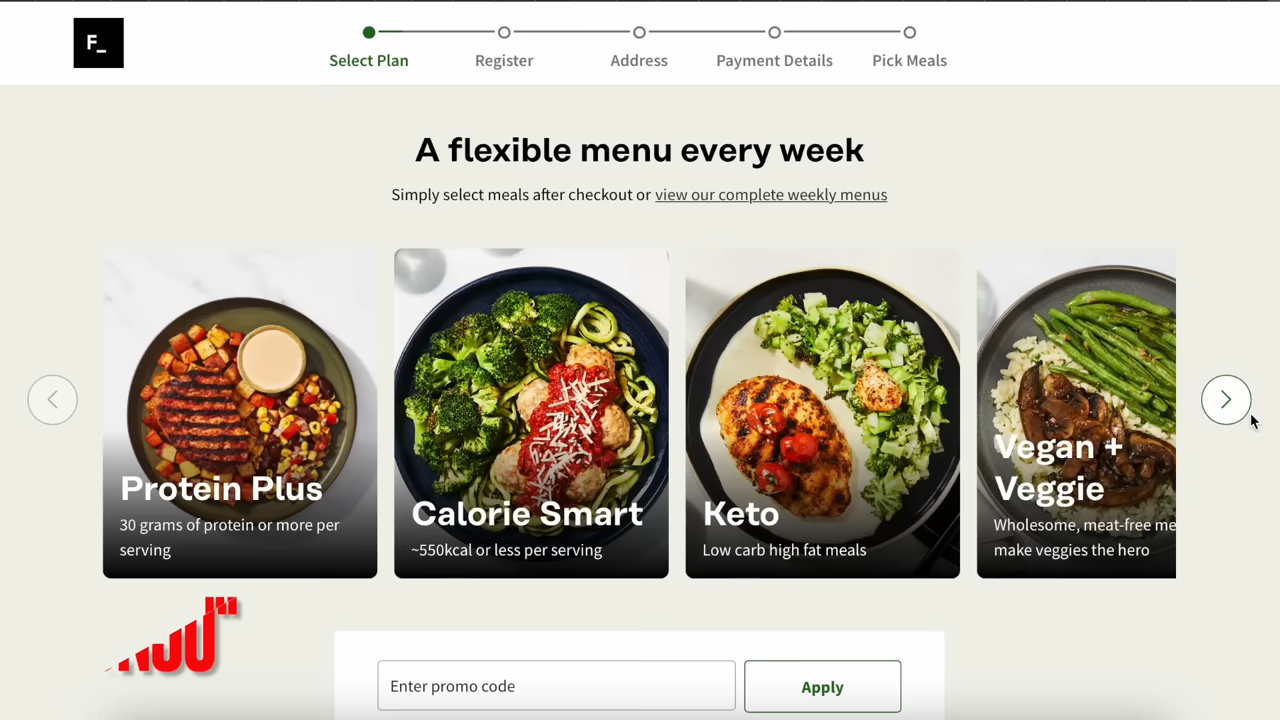 F_
Select Plan
Register
Address
Payment Details
Pick Meals
A flexible menu every week
Simply select meals after checkout or view our complete weekly menus
Protein Plus
30 grams of protein or more per
serving
Calorie Smart
~550kcal or less per serving
Keto
Low carb high fat meals
Vegan +
Veggie
Wholesome, meat-free me
make veggies the hero
Enter promo code
Apply